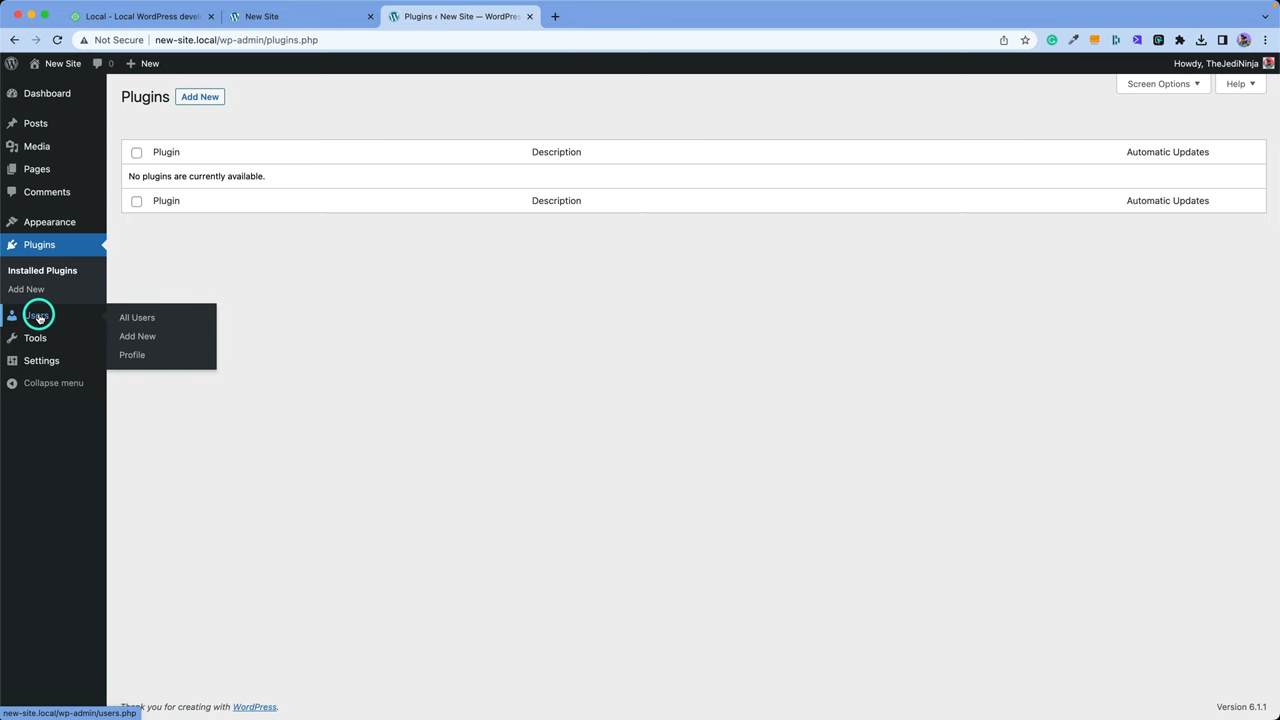 Local - Local WordPress devel
New Site
Plugins ‹ New Site — WordPres
Not Secure
new-site.local/wp-admin/plugins.php
New Site
0
New
Howdy, TheJediNinja
Dashboard
Posts
Media
Pages
Comments
Appearance
Plugins
Installed Plugins
Add New
Users
Tools
Settings
Collapse menu
All Users
Add New
Profile
Plugins
Add New
Screen Options
Help
Plugin
Description
Automatic Updates
No plugins are currently available.
Plugin
Description
Automatic Updates
Thank you for creating with WordPress.
Version 6.1.1
new-site.local/wp-admin/users.php